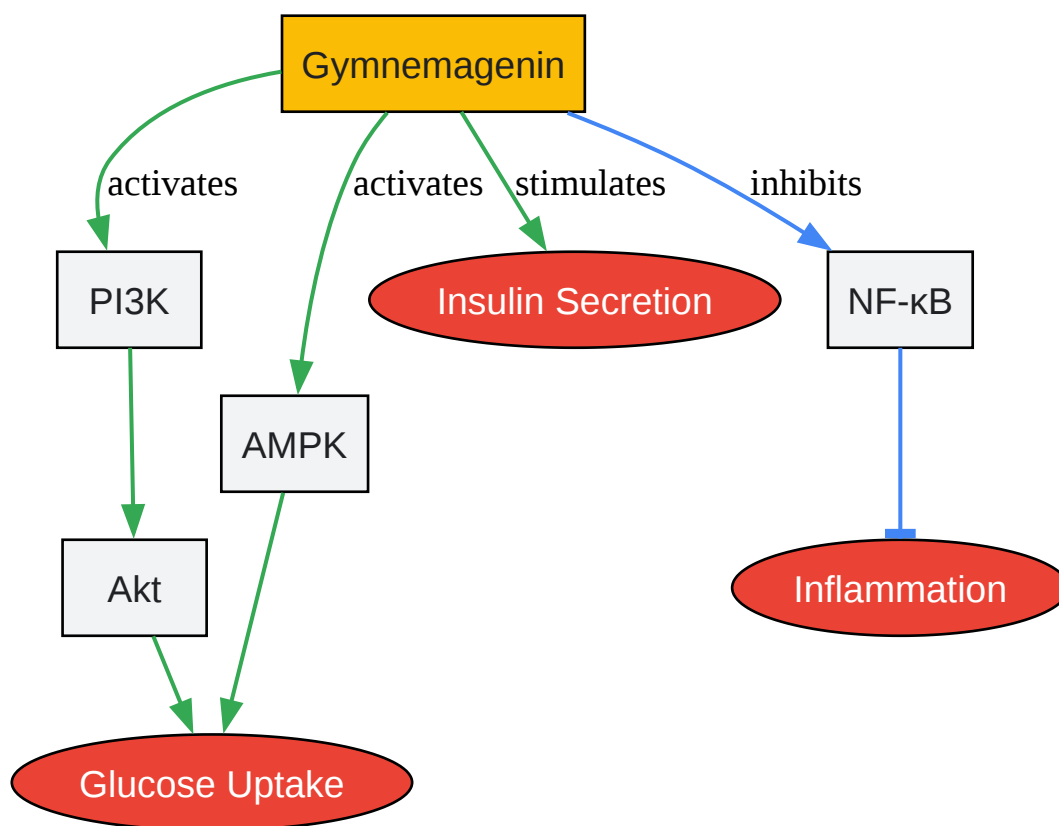 Gymnemagenin
activates
activates
stimulates
inhibits
PI3K
Insulin Secretion
NF-κB
AMPK
Akt
Inflammation
Glucose Uptake